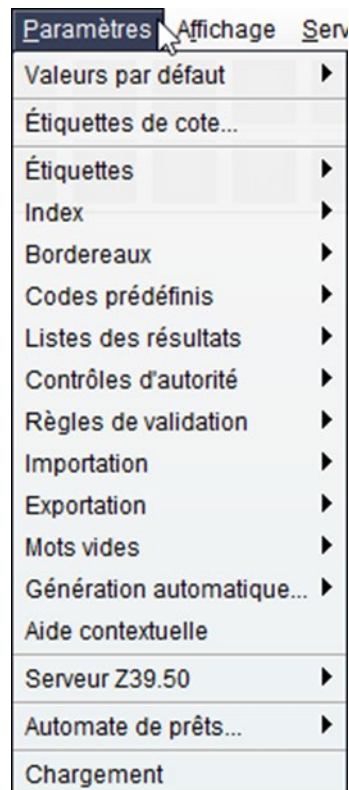 Paramètres Affichage Serv
Valeurs par défaut
Étiquettes de cote...
Étiquettes
Index
Bordereaux
Codes prédéfinis
Listes des résultats
Contrôles d'autorité
Règles de validation
Importation
Exportation
Mots vides
Génération automatique...
Aide contextuelle
Serveur Z39.50
Automate de prêts...
Chargement